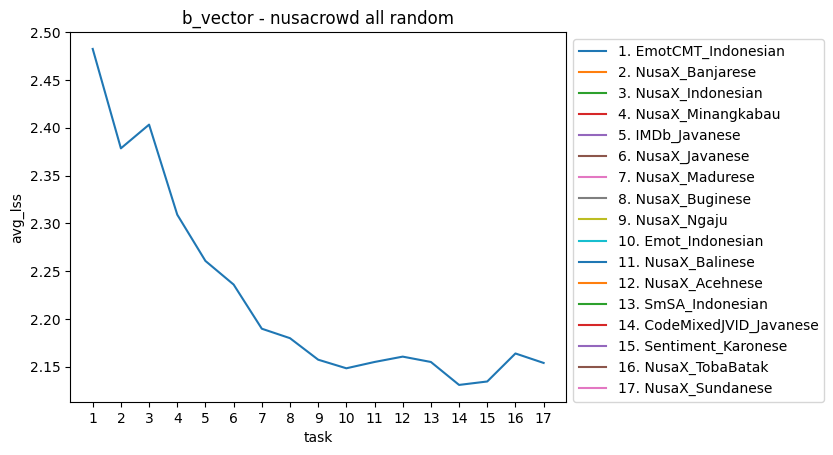 b_vector - nusacrowd all random
avg_lss
2.50
2.45
2.40
2.35
2.30
2.25
2.20
2.15
1 2 3 4 5 6 7 8 9 10 11 12 13 14 15 16 17
task
1. EmotCMT_Indonesian
2. NusaX_Banjarese
3. NusaX_Indonesian
4. NusaX_Minangkabau
5. IMDb_Javanese
6. NusaX_Javanese
7. NusaX_Madurese
8. NusaX_Buginese
9. NusaX_Ngaju
10. Emot_Indonesian
11. NusaX_Balinese
12. NusaX_Acehnese
13. SmSA_Indonesian
14. CodeMixedJVID_Javanese
15. Sentiment_Karonese
16. NusaX_TobaBatak
17. NusaX_Sundanese